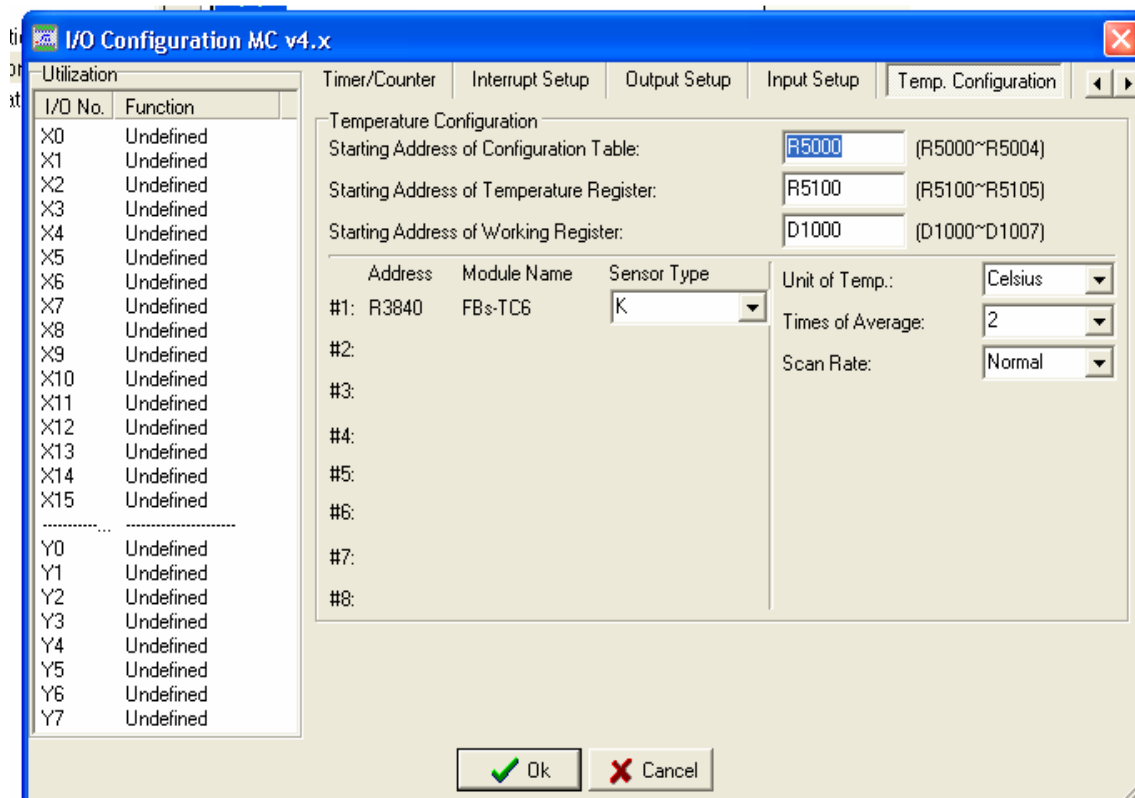 I/O Configuration MC v4.x
Utilization
I/O No. Function
X0 Undefined
X1 Undefined
X2 Undefined
X3 Undefined
X4 Undefined
X5 Undefined
X6 Undefined
X7 Undefined
X8 Undefined
X9 Undefined
X10 Undefined
X11 Undefined
X12 Undefined
X13 Undefined
X14 Undefined
X15 Undefined
-----------... ----------------------
Y0 Undefined
Y1 Undefined
Y2 Undefined
Y3 Undefined
Y4 Undefined
Y5 Undefined
Y6 Undefined
Y7 Undefined
Timer/Counter Interrupt Setup Output Setup Input Setup Temp. Configuration
Temperature Configuration
Starting Address of Configuration Table: R5000 (R5000~R5004)
Starting Address of Temperature Register: R5100 (R5100~R5105)
Starting Address of Working Register: D1000 (D1000~D1007)
Address Module Name Sensor Type
#1: R3840 FBs-TC6 K
#2:
#3:
#4:
#5:
#6:
#7:
#8:
Unit of Temp.: Celsius
Times of Average: 2
Scan Rate: Normal
Ok Cancel